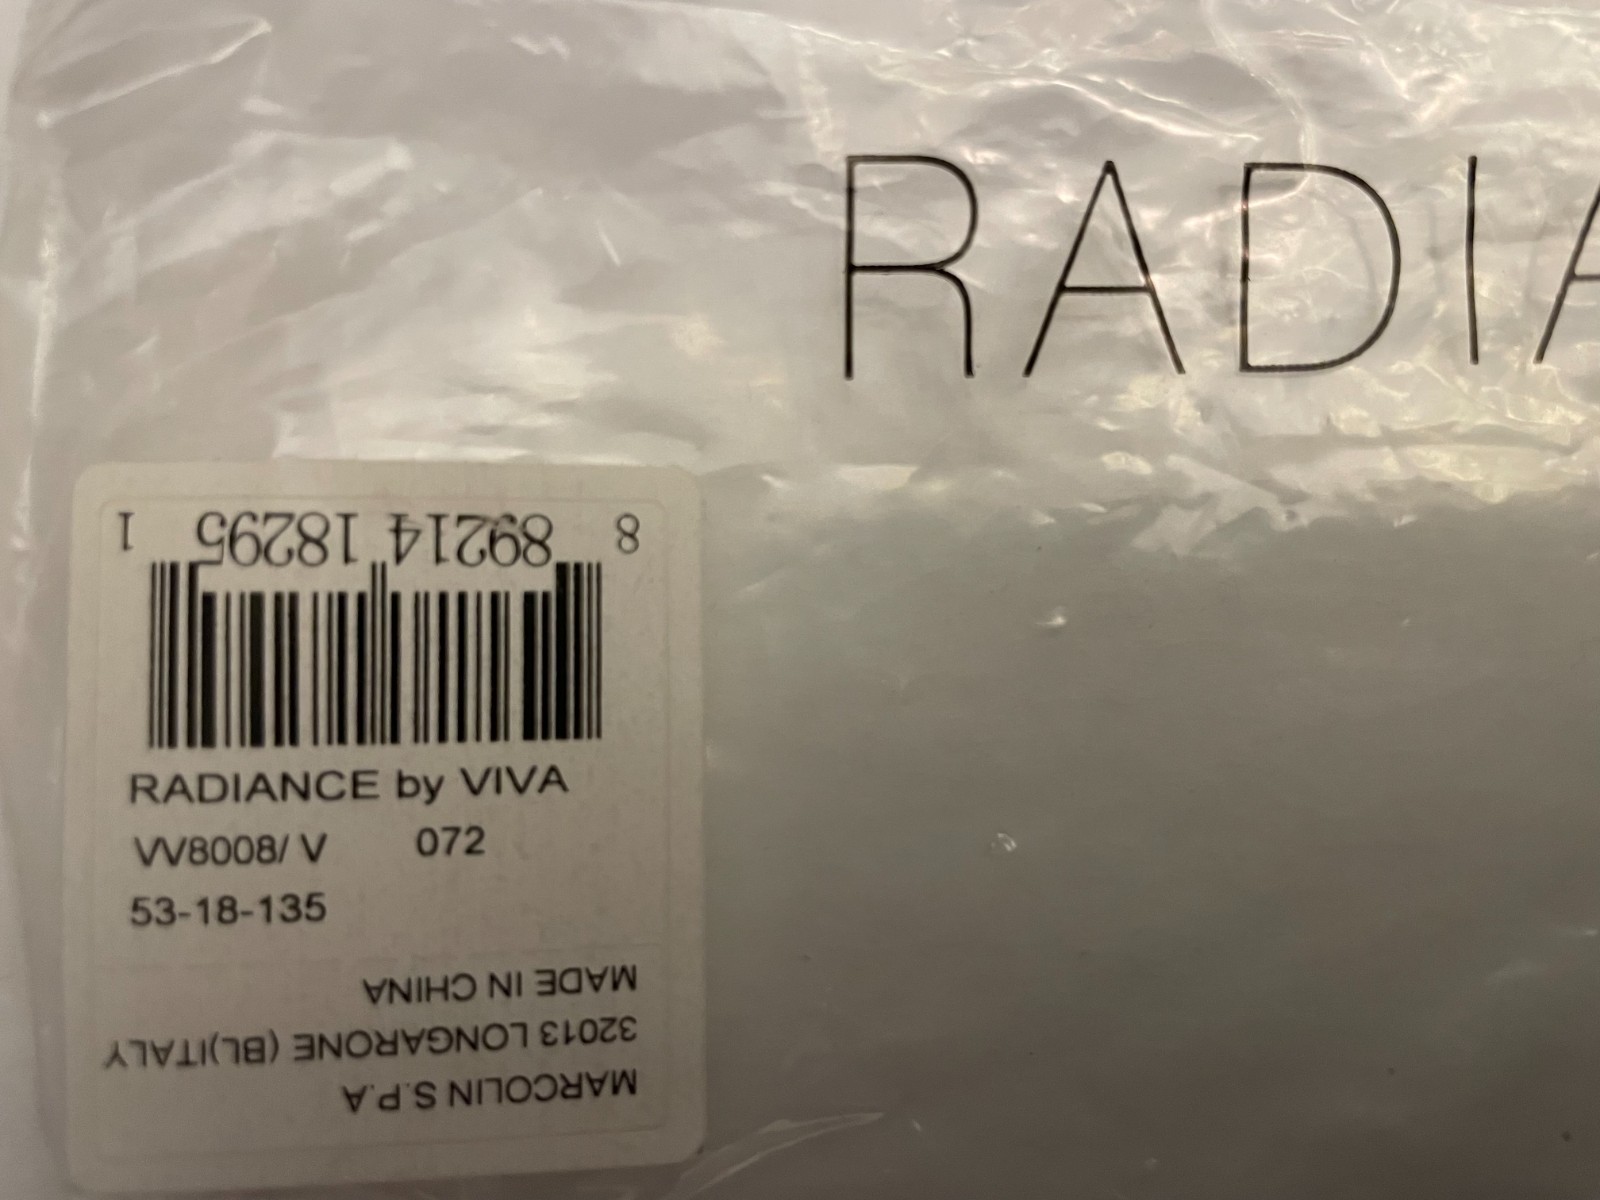 RADIA
8 89214 18295 1
RADIANCE by VIVA
VV8008/ V 072
53-18-135
MARCOLIN S.P.A
32013 LONGARONE (BL)ITALY
MADE IN CHINA